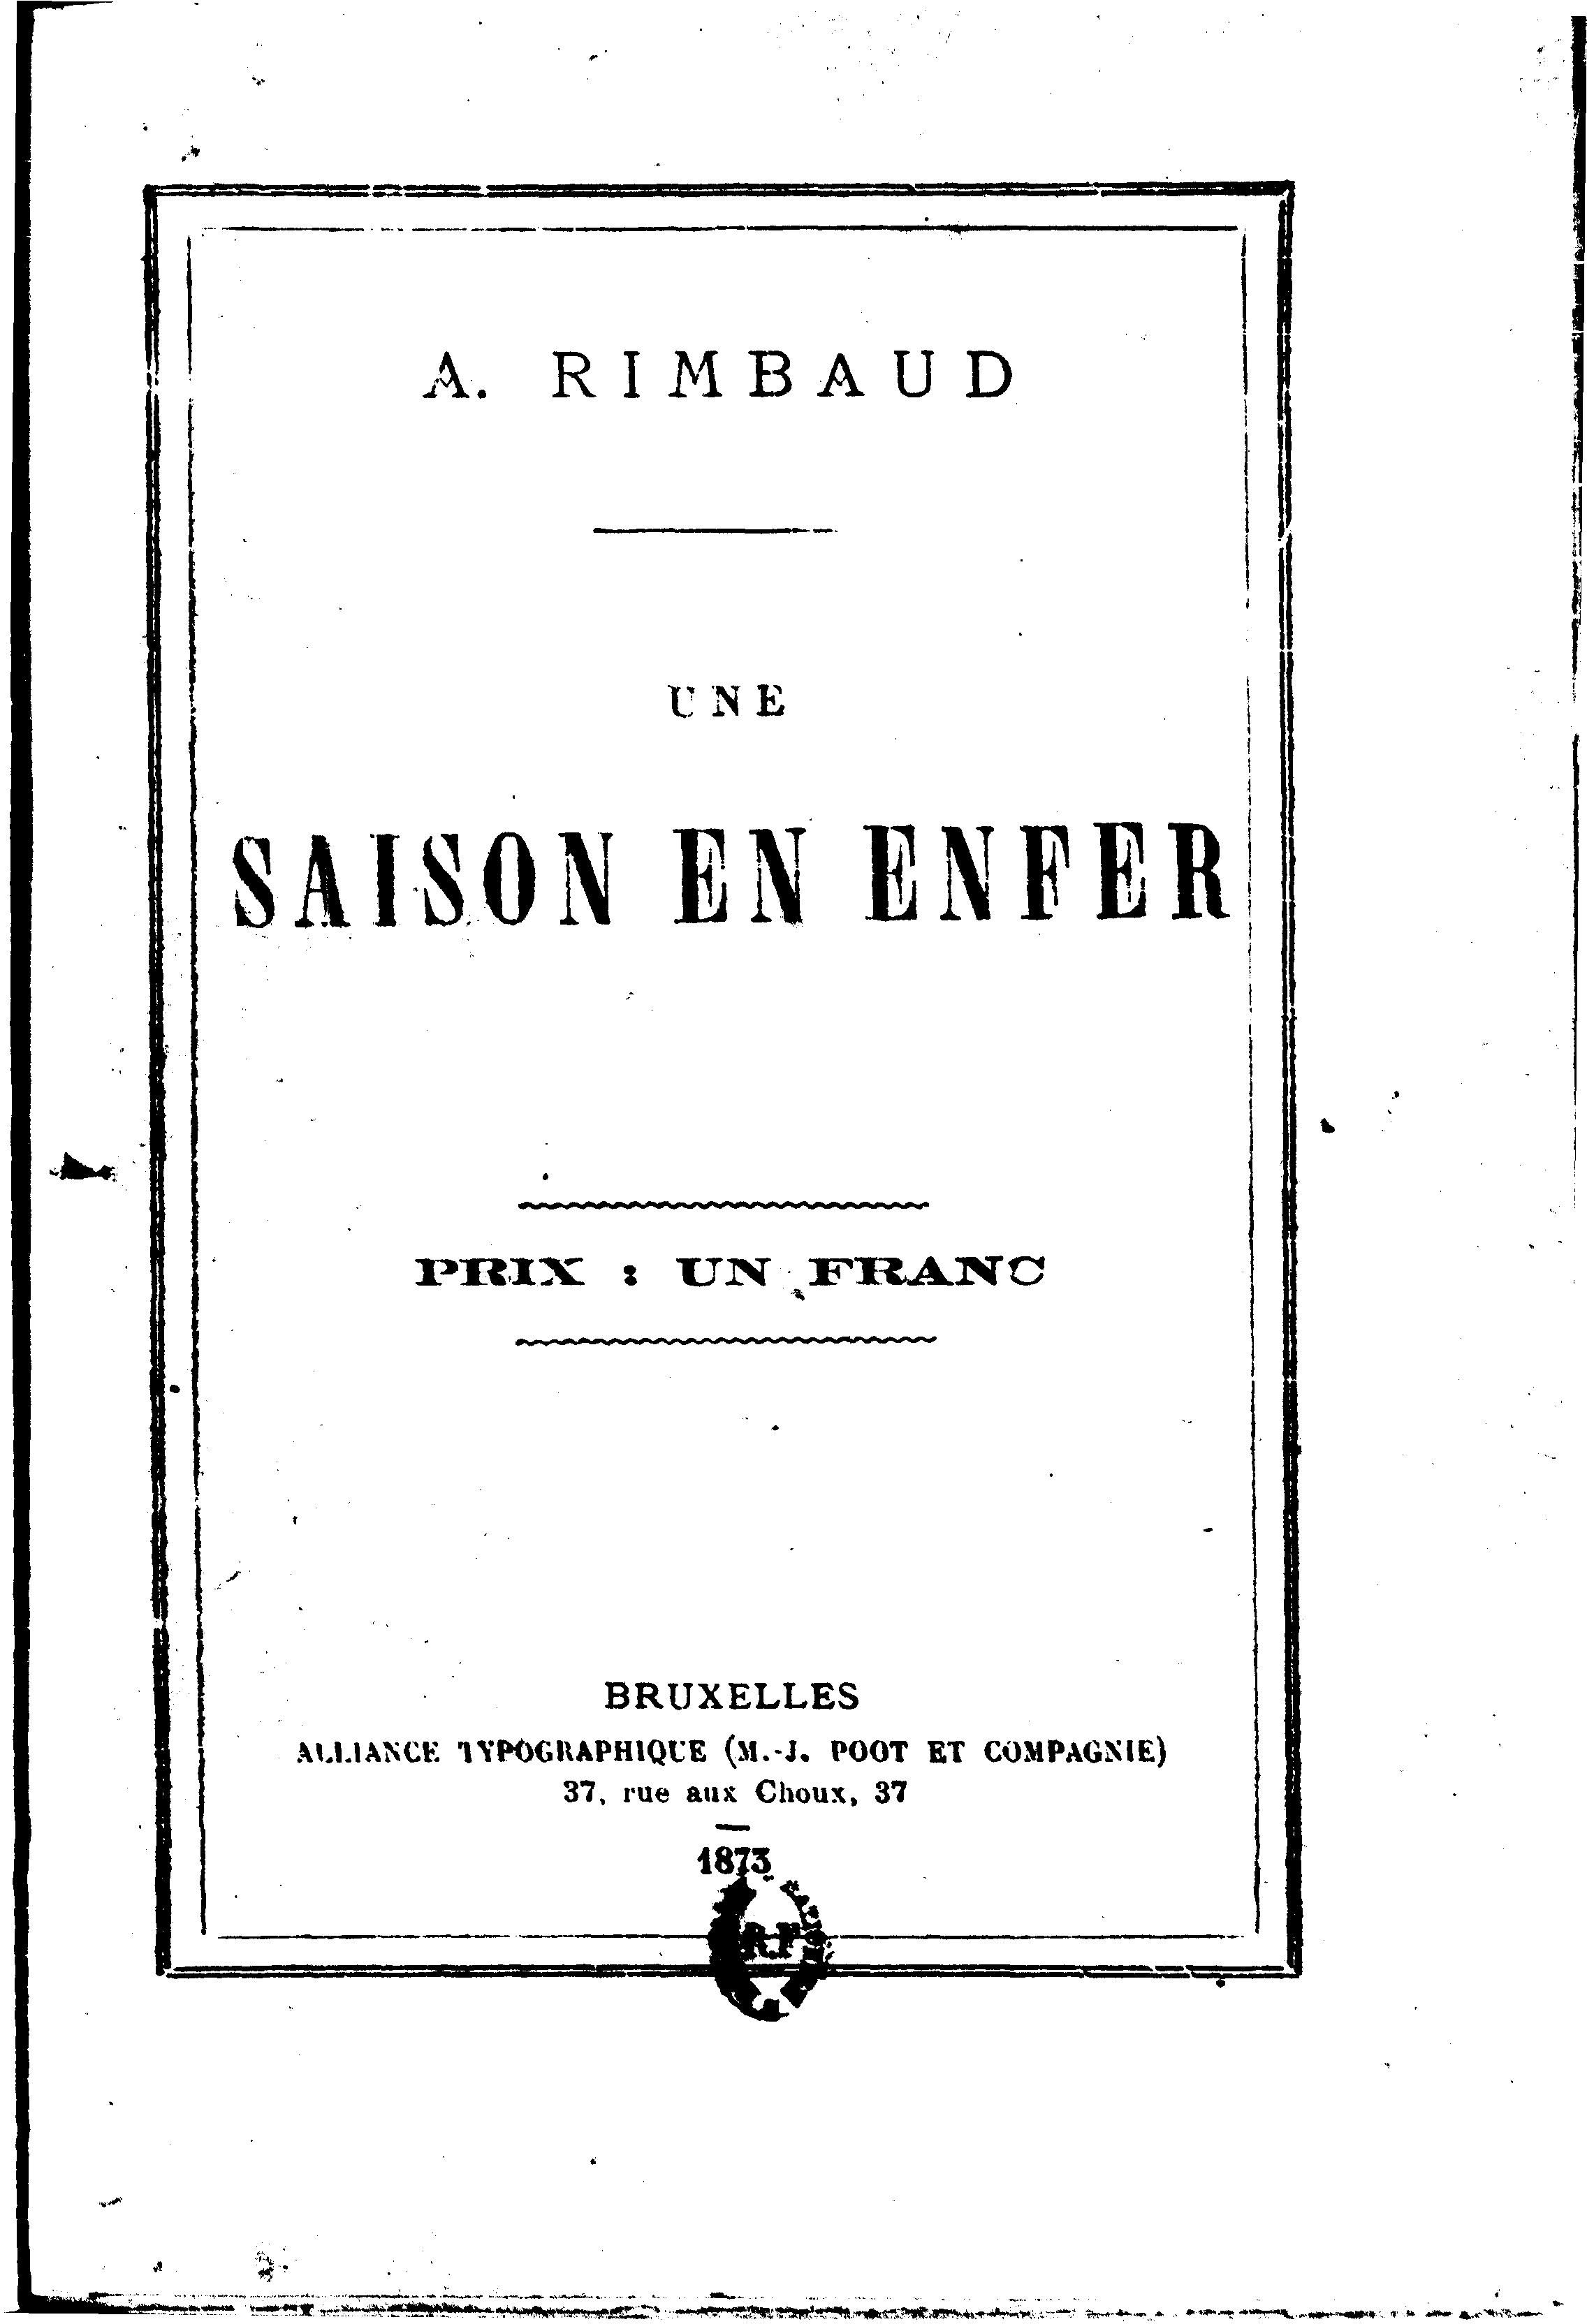 A. RIMBAUD
UNE
SAISON EN ENFER
PRIX : UN FRANC
BRUXELLES
ALLIANCE TYPOGRAPHIQUE (M.-J. POOT ET COMPAGNIE)
37, rue aux Choux, 37
1873
R.F